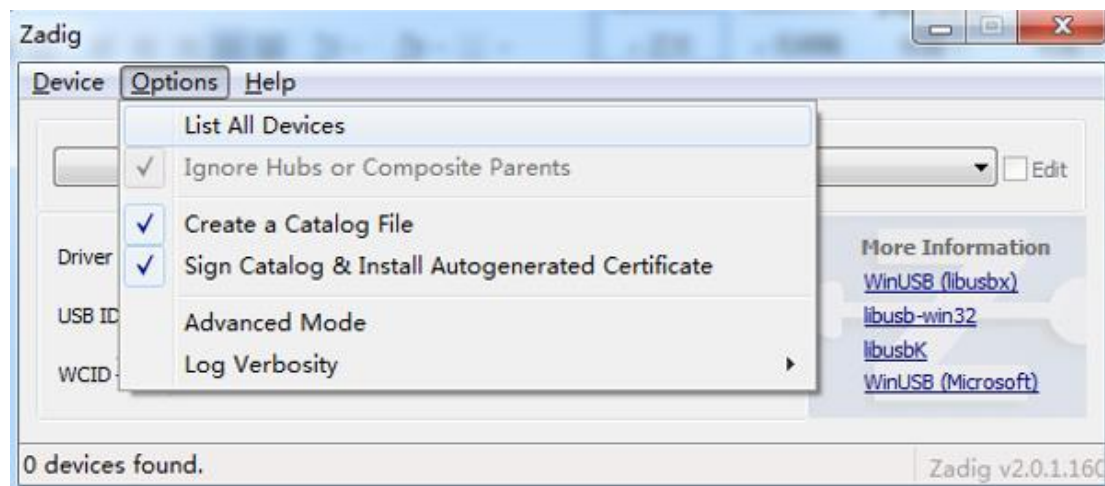 Zadig
Device Options Help
List All Devices
Ignore Hubs or Composite Parents
Edit
Create a Catalog File
Sign Catalog & Install Autogenerated Certificate
Advanced Mode
Log Verbosity
Driver
USB ID
WCID
More Information
WinUSB (libusbx)
libusb-win32
libusbK
WinUSB (Microsoft)
0 devices found.
Zadig v2.0.1.160